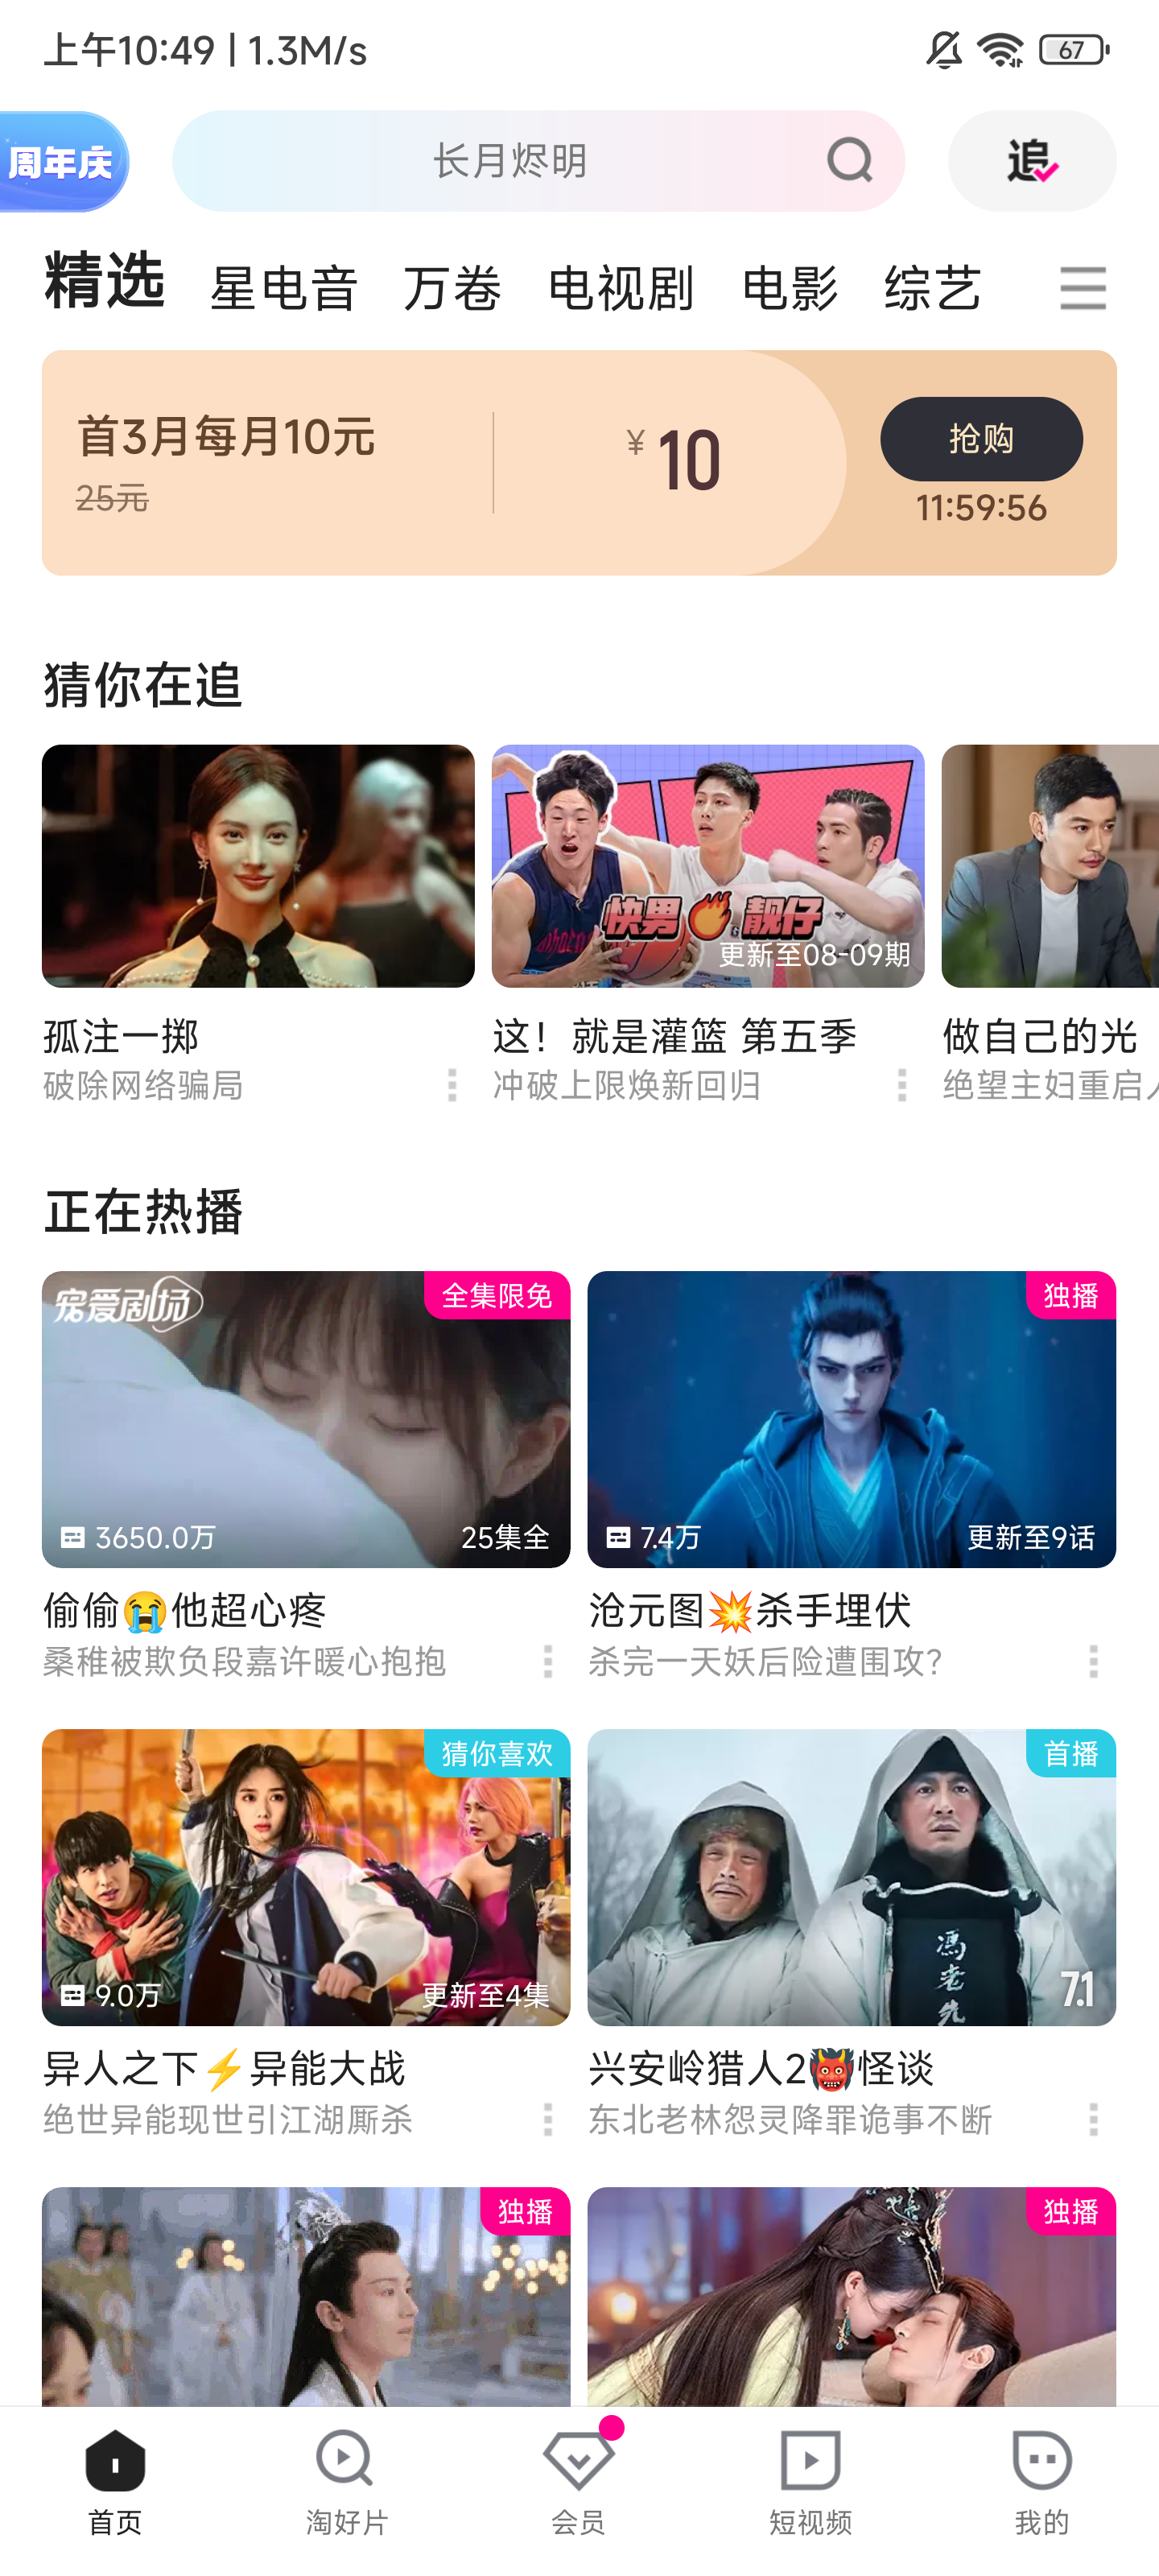 上午10:49 | 1.3M/s
67
周年庆
长月烬明
追
精选 星电音 万卷 电视剧 电影 综艺
首3月每月10元
25元
¥ 10
抢购
11:59:56
猜你在追
快男 靓仔
更新至08-09期
孤注一掷
破除网络骗局
这！就是灌篮 第五季
冲破上限焕新回归
做自己的光
绝望主妇重启
正在热播
宠爱剧场
全集限免
3650.0万
25集全
独播
7.4万
更新至9话
偷偷😭他超心疼
桑稚被欺负段嘉许暖心抱抱
沧元图💥杀手埋伏
杀完一天妖后险遭围攻?
猜你喜欢
9.0万
更新至4集
首播
冯老先
7.1
异人之下⚡异能大战
绝世异能现世引江湖厮杀
兴安岭猎人2👹怪谈
东北老林怨灵降罪诡事不断
独播
独播
首页
淘好片
会员
短视频
我的